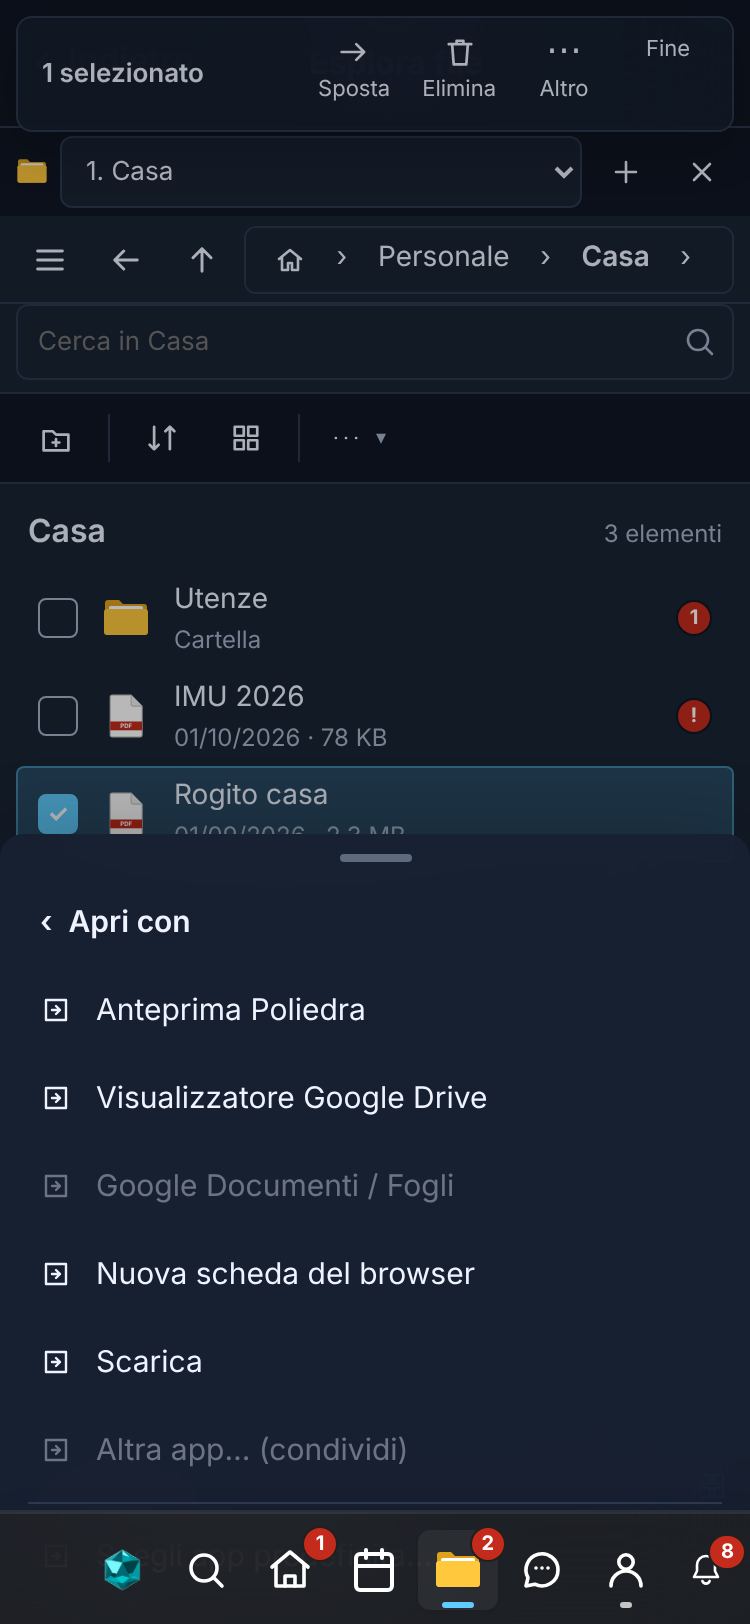 1 selezionato
Sposta
Elimina
Altro
Fine
1. Casa
Personale › Casa ›
Cerca in Casa
Casa
3 elementi
Utenze
Cartella
1
IMU 2026
01/10/2026 · 78 KB
!
PDF
Rogito casa
PDF
‹ Apri con
Anteprima Poliedra
Visualizzatore Google Drive
Google Documenti / Fogli
Nuova scheda del browser
Scarica
Altra app... (condividi)
1
2
8